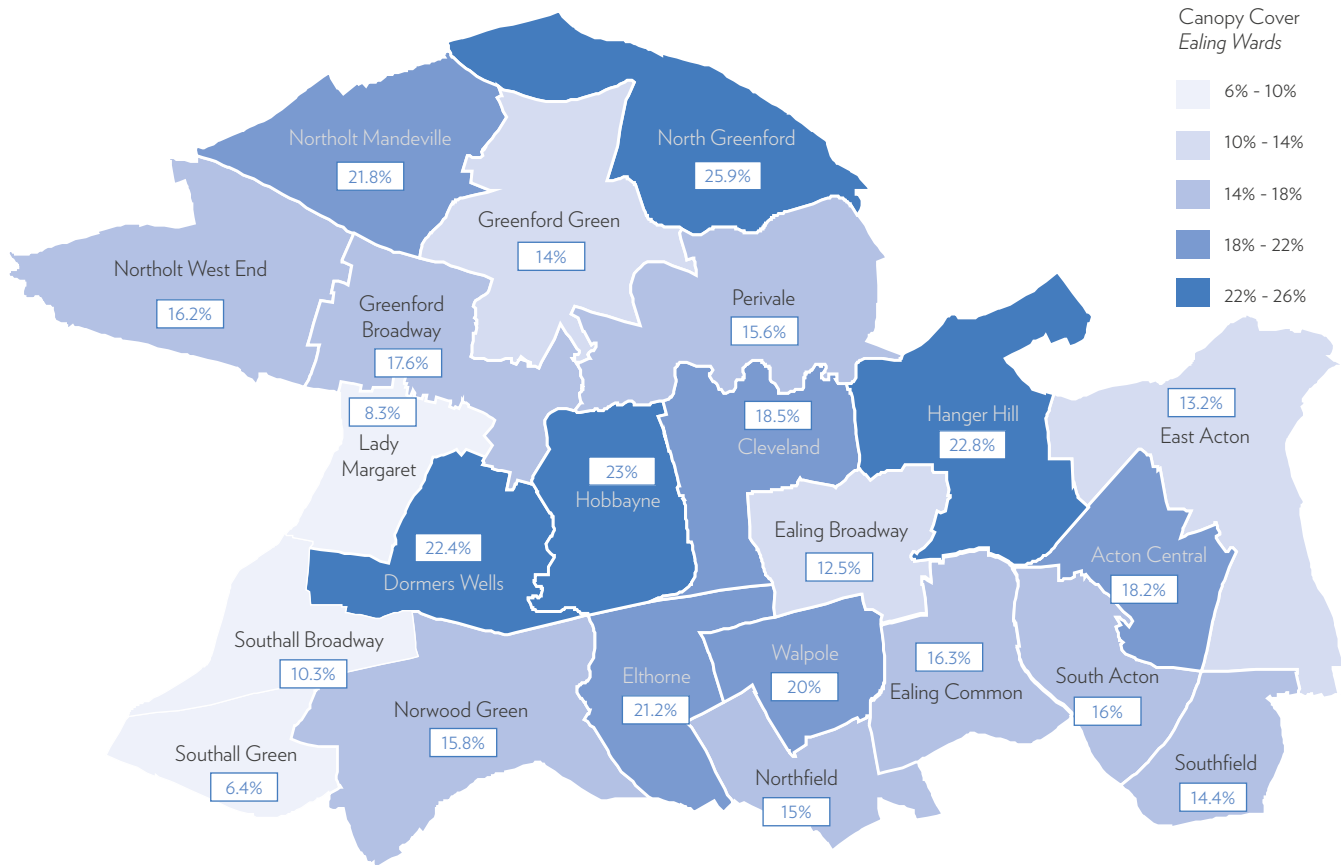 Canopy Cover
Ealing Wards
6% - 10%
10% - 14%
14% - 18%
18% - 22%
22% - 26%
Northolt Mandeville
21.8%
North Greenford
25.9%
Greenford Green
14%
Northolt West End
16.2%
Greenford
Broadway
17.6%
Perivale
15.6%
8.3%
Lady
Margaret
18.5%
Cleveland
Hanger Hill
22.8%
13.2%
East Acton
23%
Hobbayne
22.4%
Dormers Wells
Ealing Broadway
12.5%
Acton Central
18.2%
Southall Broadway
10.3%
Elthorne
21.2%
Walpole
20%
16.3%
Ealing Common
South Acton
16%
Norwood Green
15.8%
Southall Green
6.4%
Northfield
15%
Southfield
14.4%